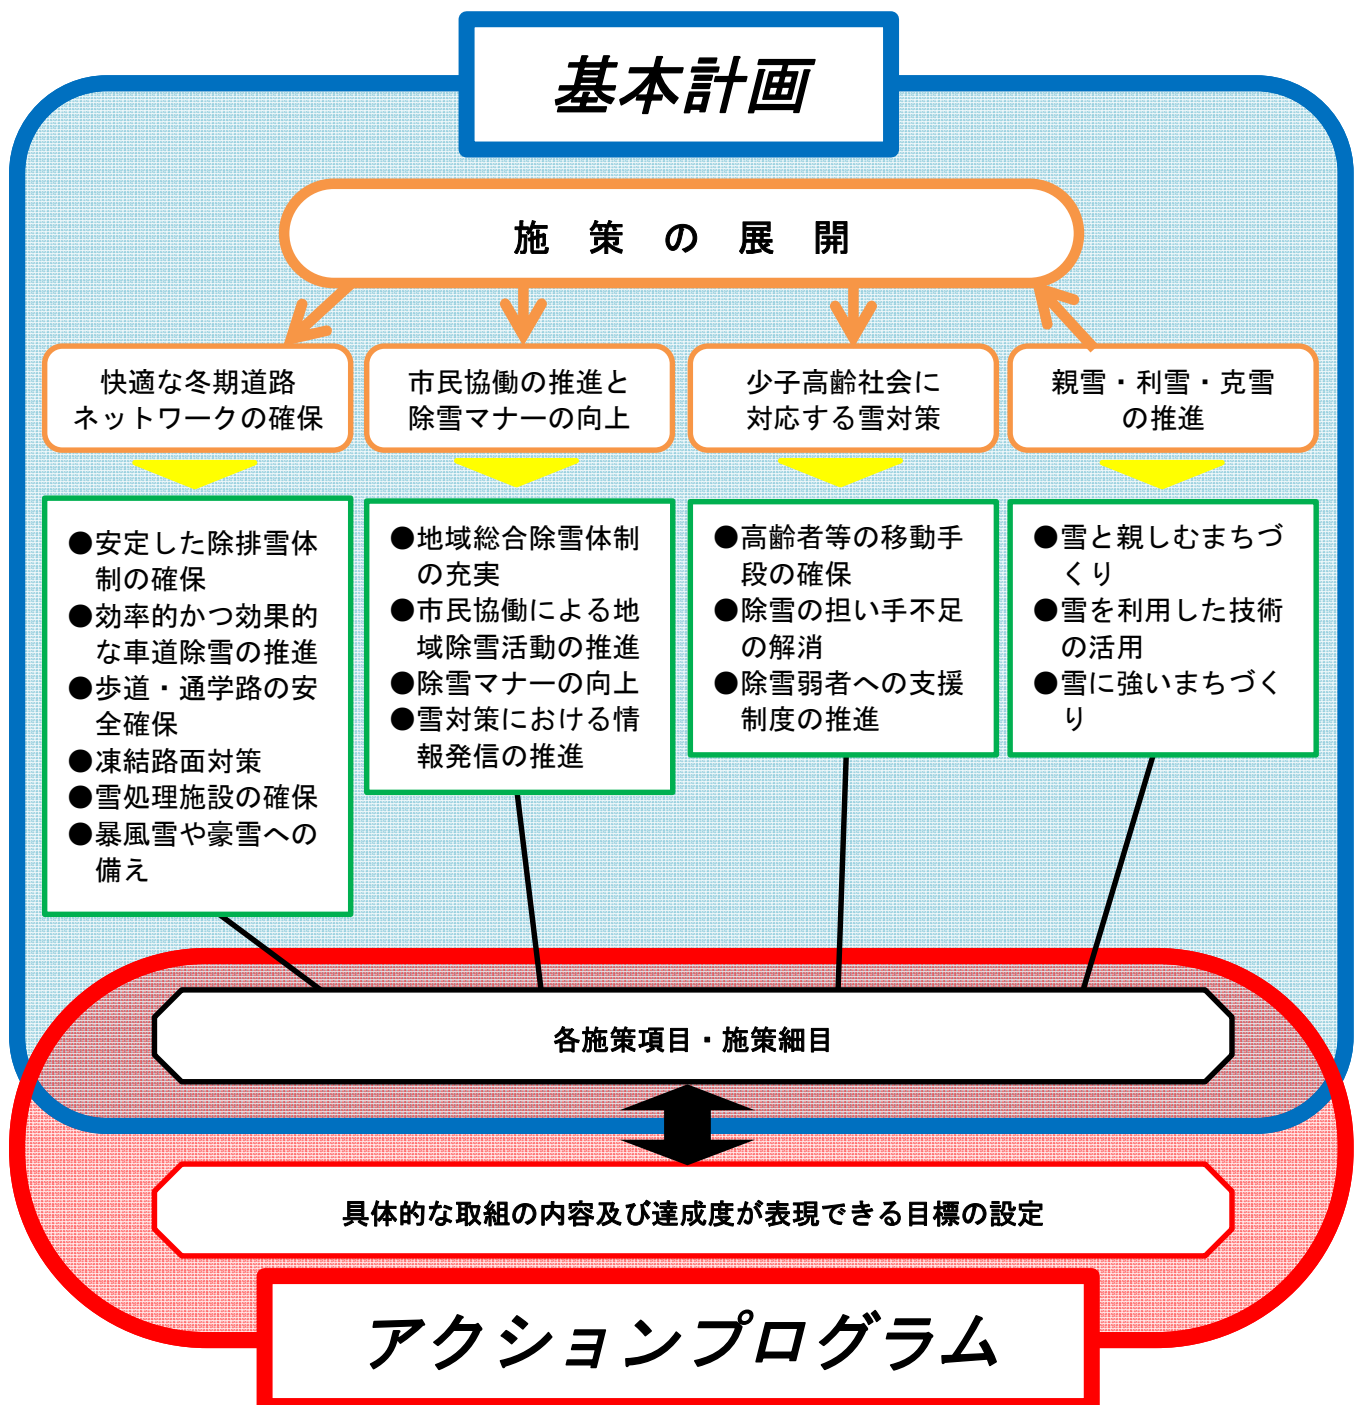 基本計画
施策の展開
快適な冬期道路
ネットワークの確保
市民協働の推進と
除雪マナーの向上
少子高齢社会に
対応する雪対策
親雪・利雪・克雪
の推進
●安定した除排雪体
制の確保
●効率的かつ効果的
な車道除雪の推進
●歩道・通学路の安
全確保
●凍結路面対策
●雪処理施設の確保
●暴風雪や豪雪への
備え
●地域総合除雪体制
の充実
●市民協働による地
域除雪活動の推進
●除雪マナーの向上
●雪対策における情
報発信の推進
●高齢者等の移動手
段の確保
●除雪の担い手不足
の解消
●除雪弱者への支援
制度の推進
●雪と親しむまちづ
くり
●雪を利用した技術
の活用
●雪に強いまちづく
り
各施策項目・施策細目
具体的な取組の内容及び達成度が表現できる目標の設定
アクションプログラム